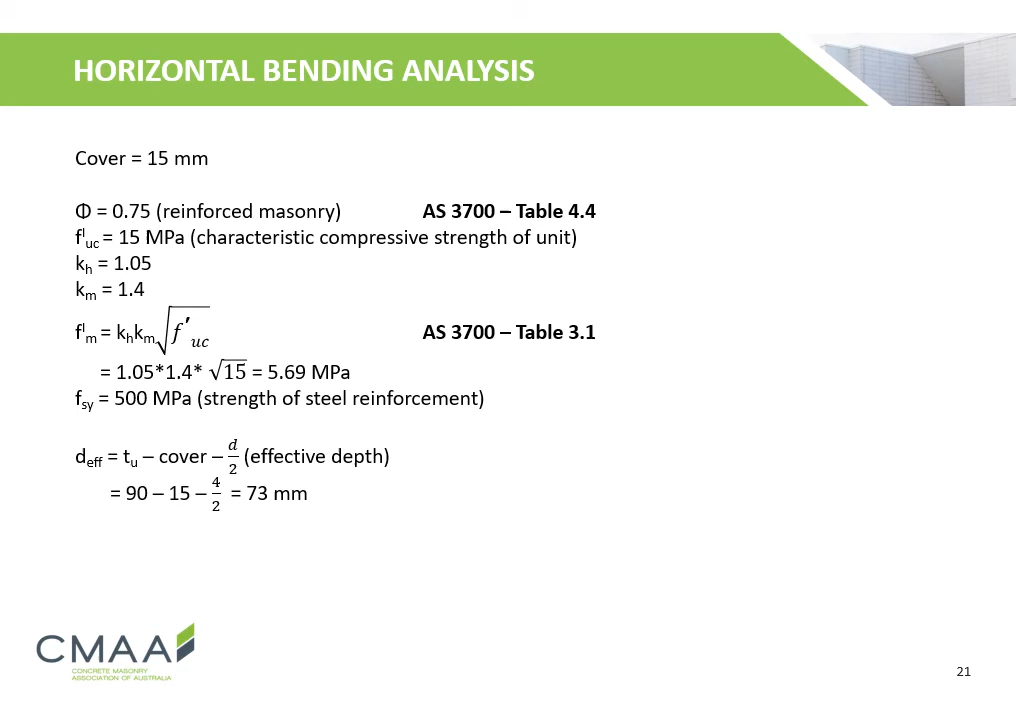 HORIZONTAL BENDING ANALYSIS
Cover = 15 mm
Φ = 0.75 (reinforced masonry) AS 3700 – Table 4.4
fᴵuc = 15 MPa (characteristic compressive strength of unit)
kh = 1.05
km = 1.4
fᴵm = khkm√f′uc AS 3700 – Table 3.1
= 1.05*1.4* √15 = 5.69 MPa
fsy = 500 MPa (strength of steel reinforcement)
deff = tu – cover – d/2 (effective depth)
= 90 – 15 – 4/2 = 73 mm
CMAA
CONCRETE MASONRY
ASSOCIATION OF AUSTRALIA
21